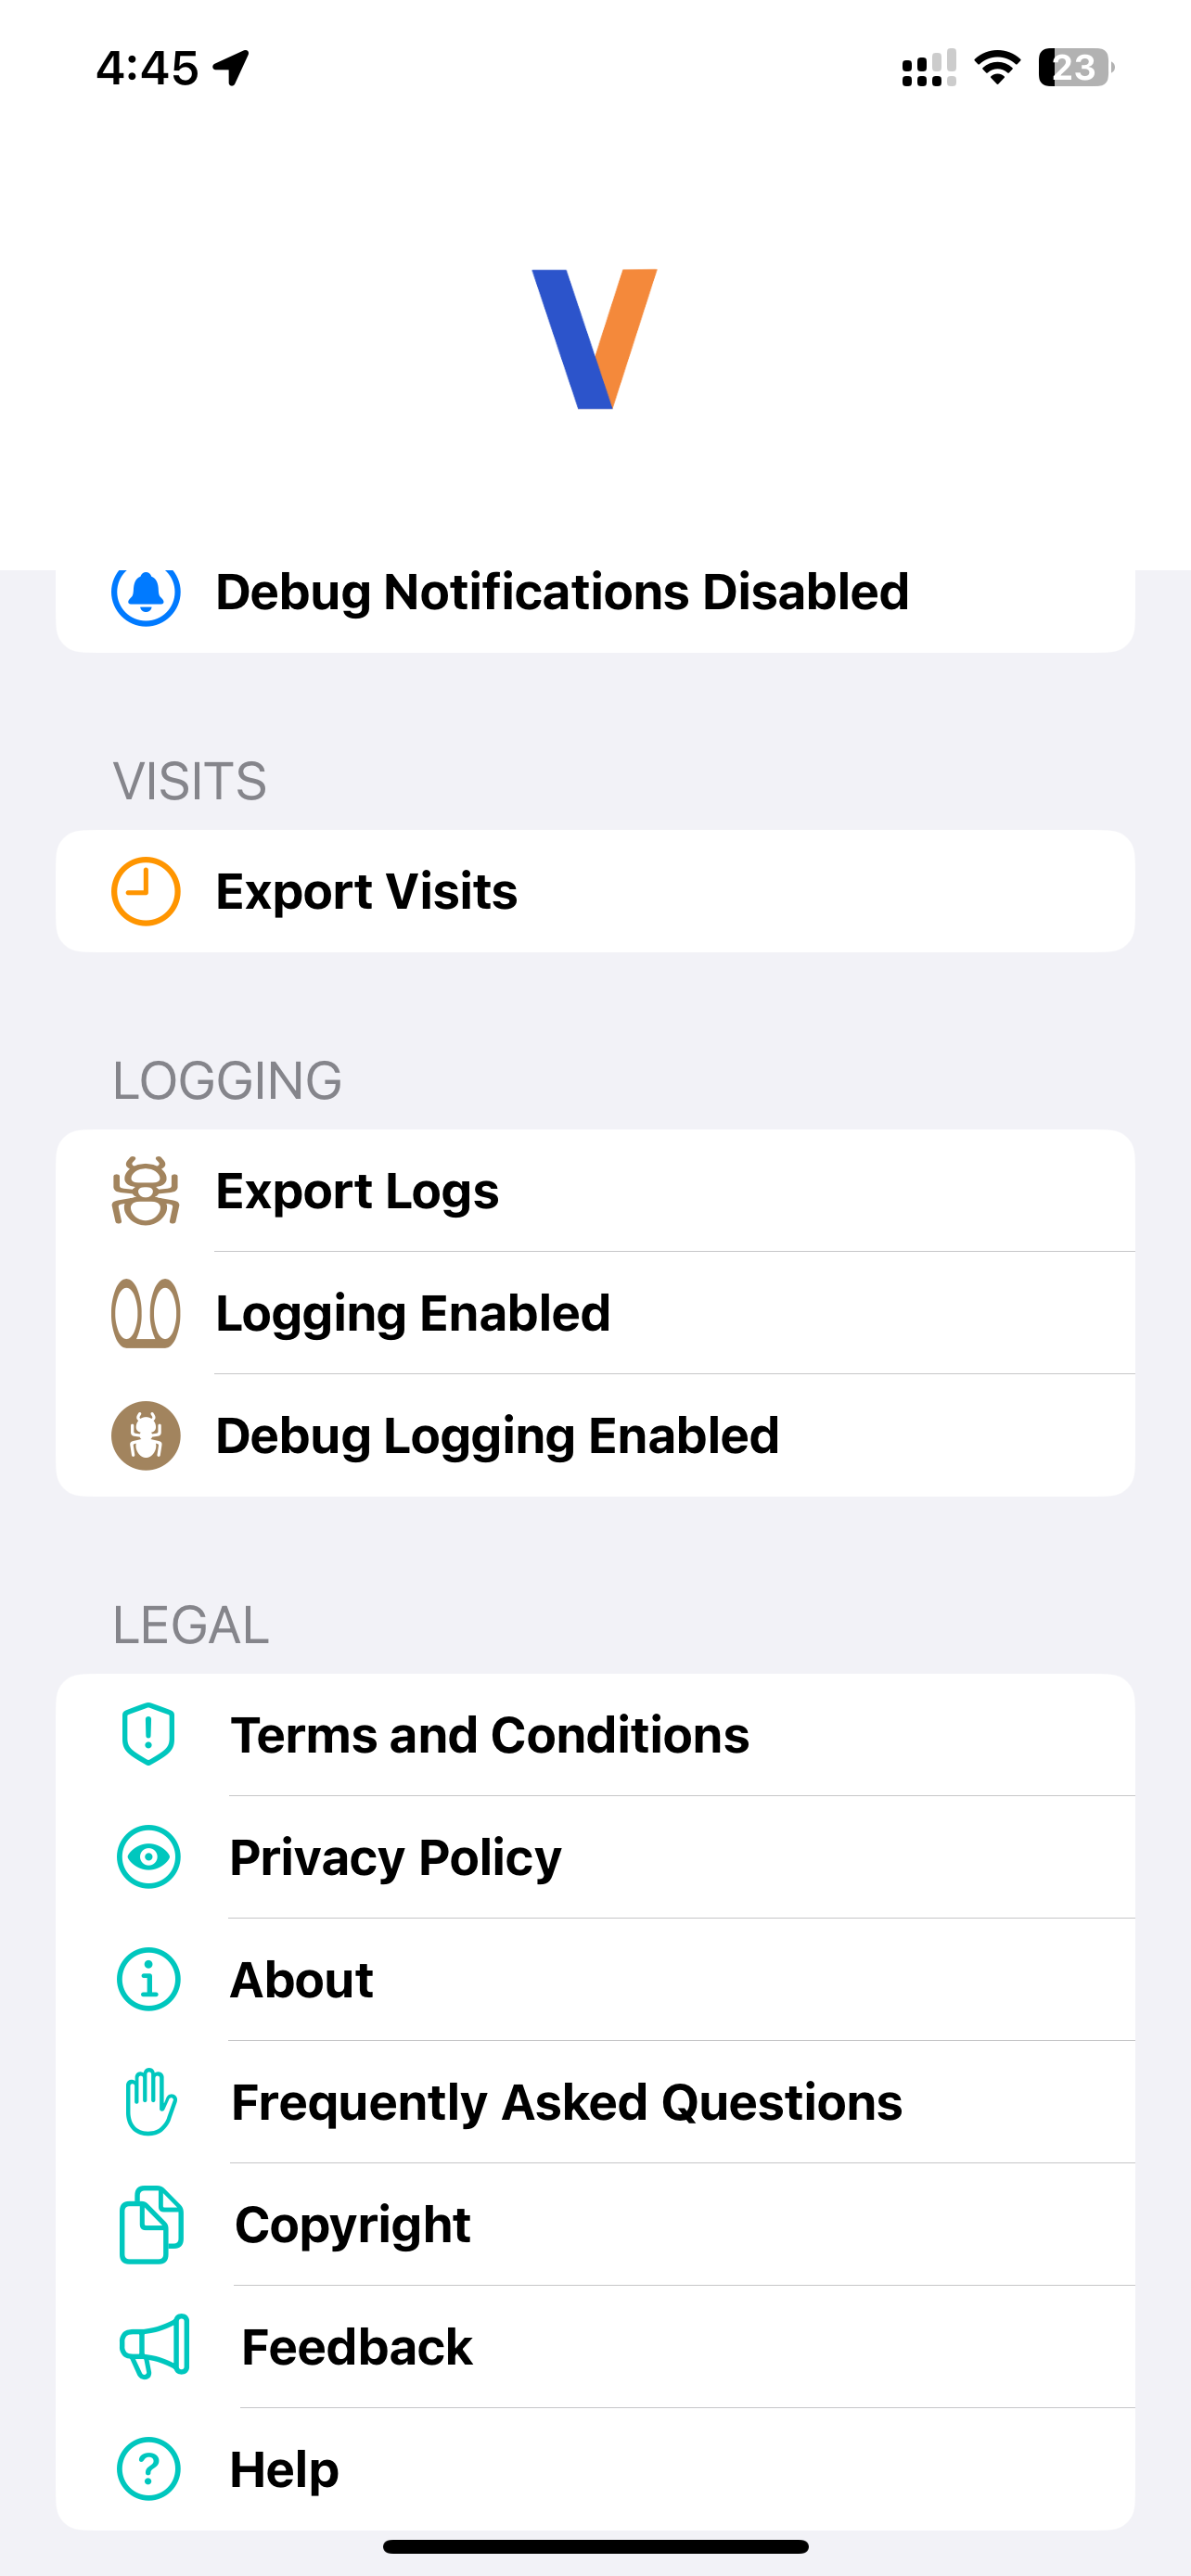 4:45
23
V
Debug Notifications Disabled
VISITS
Export Visits
LOGGING
Export Logs
Logging Enabled
Debug Logging Enabled
LEGAL
Terms and Conditions
Privacy Policy
About
Frequently Asked Questions
Copyright
Feedback
Help